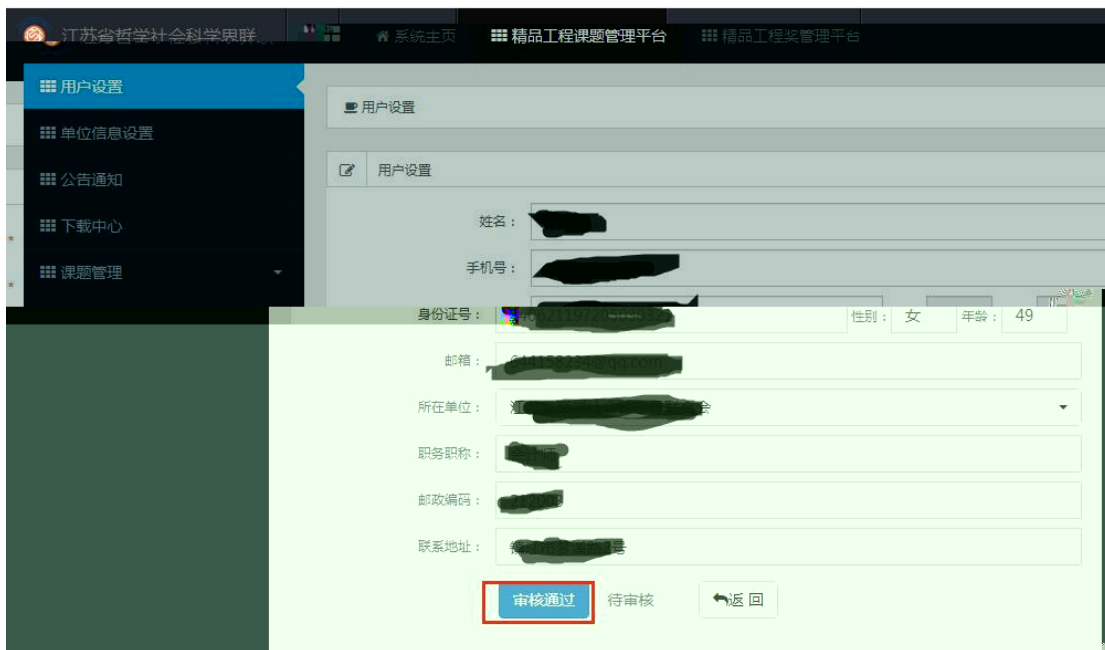 江苏省哲学社会科学界联
系统主页
精品工程课题管理平台
精品工程奖管理平台
用户设置
单位信息设置
公告通知
下载中心
课题管理
用户设置
用户设置
姓名：
手机号：
身份证号：
性别： 女
年龄： 49
邮箱：
所在单位：
职务职称：
邮政编码：
联系地址：
审核通过
待审核
返 回